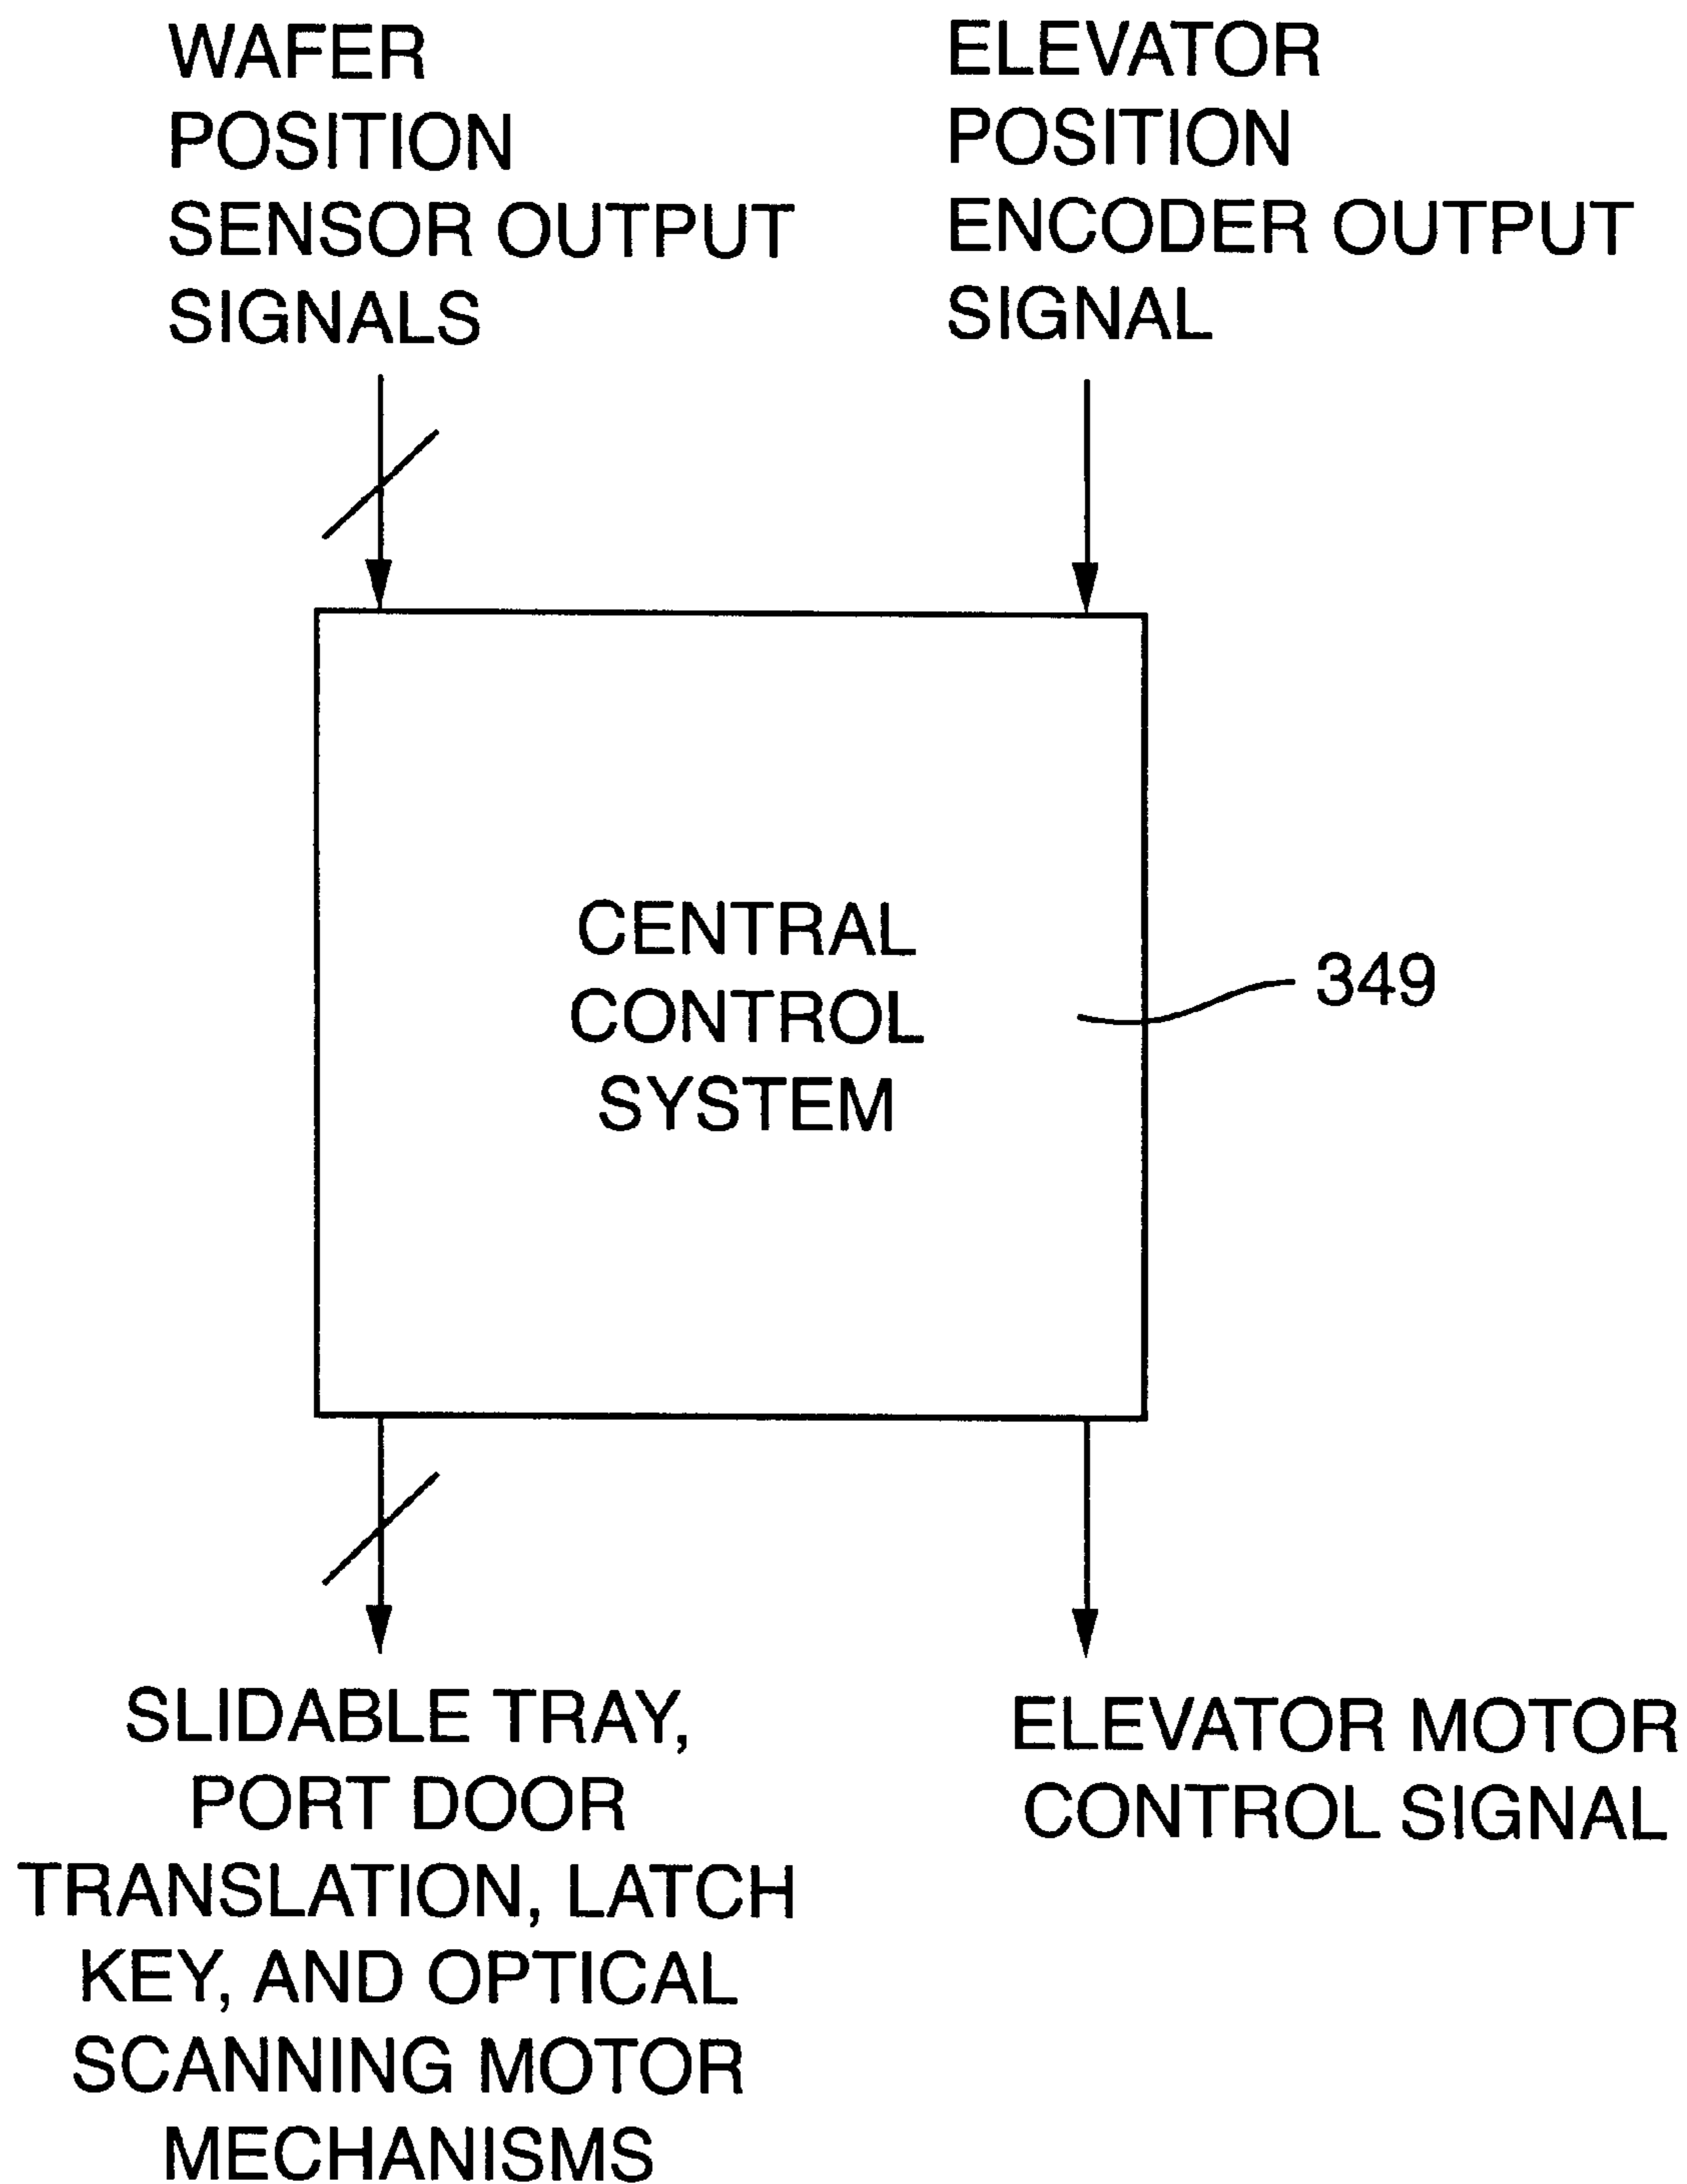 WAFER
POSITION
SENSOR OUTPUT
SIGNALS
ELEVATOR
POSITION
ENCODER OUTPUT
SIGNAL
CENTRAL
CONTROL
SYSTEM
349
SLIDABLE TRAY,
PORT DOOR
TRANSLATION, LATCH
KEY, AND OPTICAL
SCANNING MOTOR
MECHANISMS
ELEVATOR MOTOR
CONTROL SIGNAL